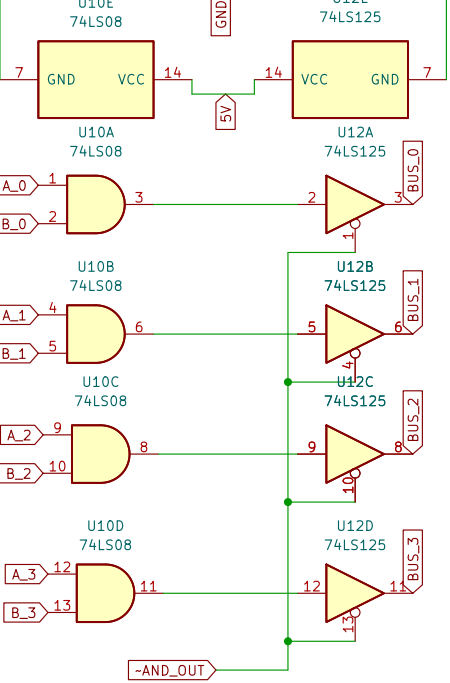 U10E
74LS08
GND
U12E
74LS125
7 GND VCC 14
5V
14 VCC GND 7
U10A
74LS08
U12A
74LS125
A_0 1
B_0 2
3
2
3 BUS_0
1
U10B
74LS08
U12B
74LS125
A_1 4
B_1 5
6
5
6 BUS_1
4
U10C
74LS08
U12C
74LS125
A_2 9
B_2 10
8
9
8 BUS_2
10
U10D
74LS08
U12D
74LS125
A_3 12
B_3 13
11
12
11 BUS_3
13
~AND_OUT